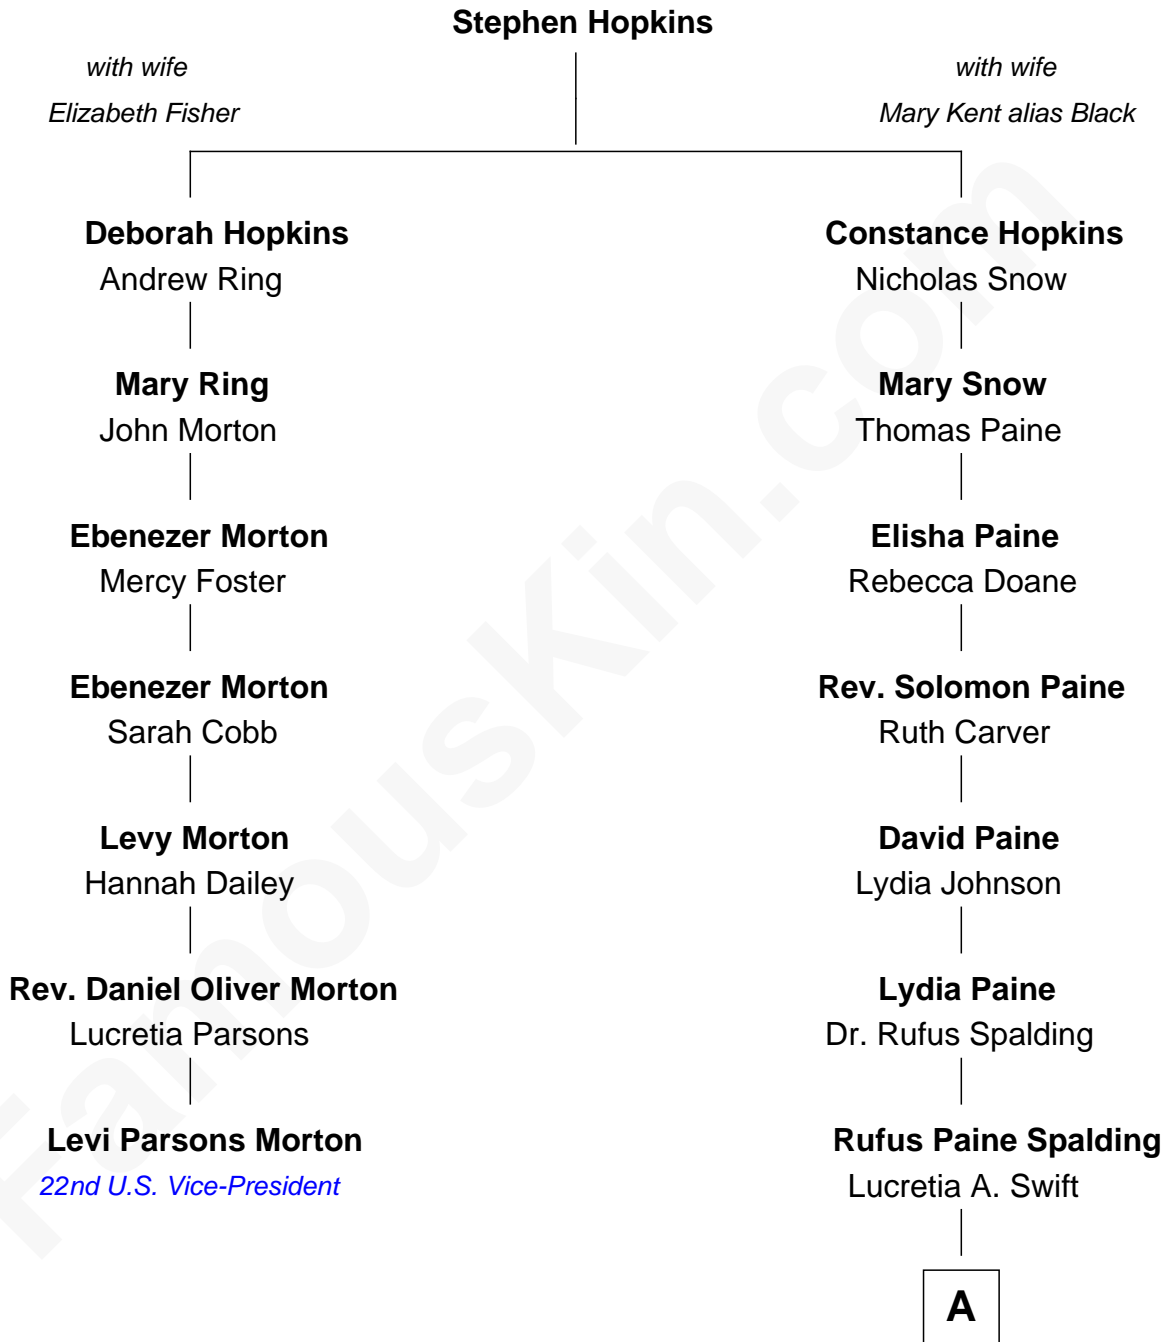 Stephen Hopkins
with wife
Elizabeth Fisher
with wife
Mary Kent alias Black
Deborah Hopkins
Andrew Ring
Constance Hopkins
Nicholas Snow
Mary Ring
John Morton
Mary Snow
Thomas Paine
Ebenezer Morton
Mercy Foster
Elisha Paine
Rebecca Doane
Ebenezer Morton
Sarah Cobb
Rev. Solomon Paine
Ruth Carver
Levy Morton
Hannah Dailey
David Paine
Lydia Johnson
Rev. Daniel Oliver Morton
Lucretia Parsons
Lydia Paine
Dr. Rufus Spalding
Levi Parsons Morton
22nd U.S. Vice-President
Rufus Paine Spalding
Lucretia A. Swift
A
FamousKin.com